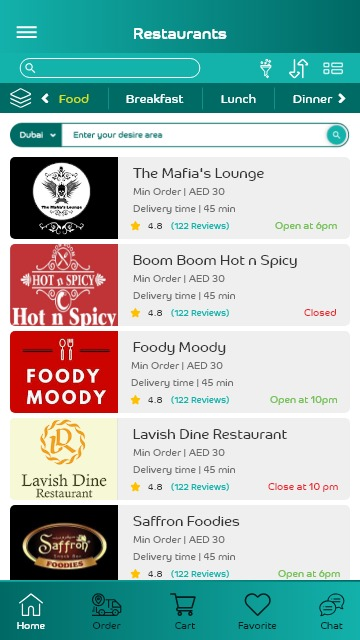 Restaurants
Food
Breakfast
Lunch
Dinner
Dubai
Enter your desire area
The Mafia's Lounge
The Mafia's Lounge
Min Order | AED 30
Delivery time | 45 min
4.8 (122 Reviews) Open at 6pm
HOT n SPICY
Hot n Spicy
Boom Boom Hot n Spicy
Min Order | AED 30
Delivery time | 45 min
4.8 (122 Reviews) Closed
FOODY
MOODY
Foody Moody
Min Order | AED 30
Delivery time | 45 min
4.8 (122 Reviews) Open at 10pm
Lavish Dine
Restaurant
Lavish Dine Restaurant
Min Order | AED 30
Delivery time | 45 min
4.8 (122 Reviews) Close at 10 pm
Saffron
FOODIES
Saffron Foodies
Min Order | AED 30
Delivery time | 45 min
4.8 (122 Reviews) Open at 6pm
Home
Order
Cart
Favorite
Chat